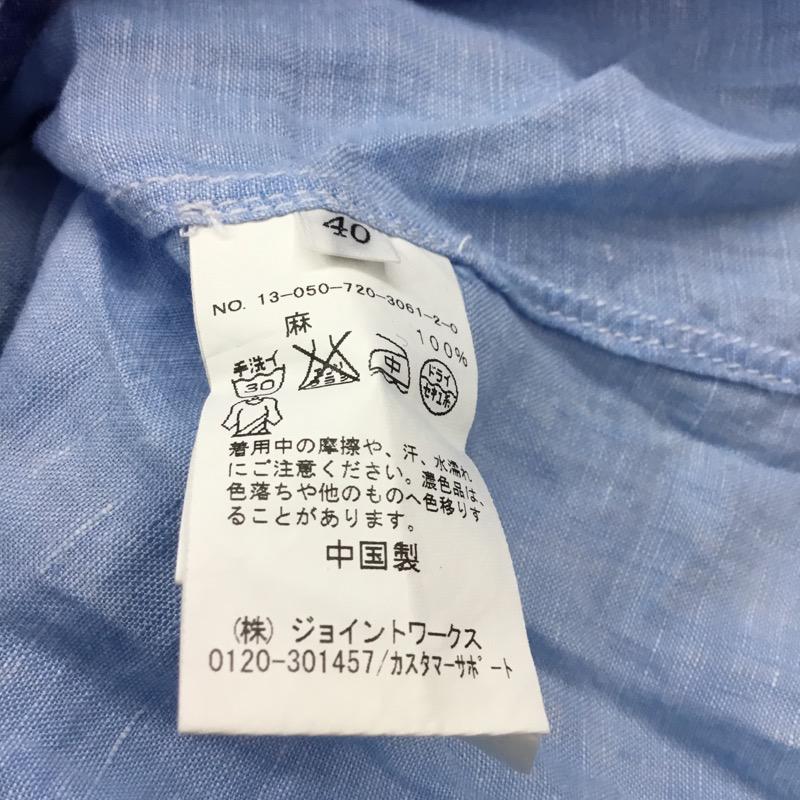 40
NO. 13-050-720-3061-2-0
麻 100%
手洗イ
30
中
ドライ
セキユ系
着用中の摩擦や、汗、水濡れ
にご注意ください。濃色品は、
色落ちや他のものへ色移りす
ることがあります。
中国製
(株) ジョイントワークス
0120-301457/カスタマーサポート